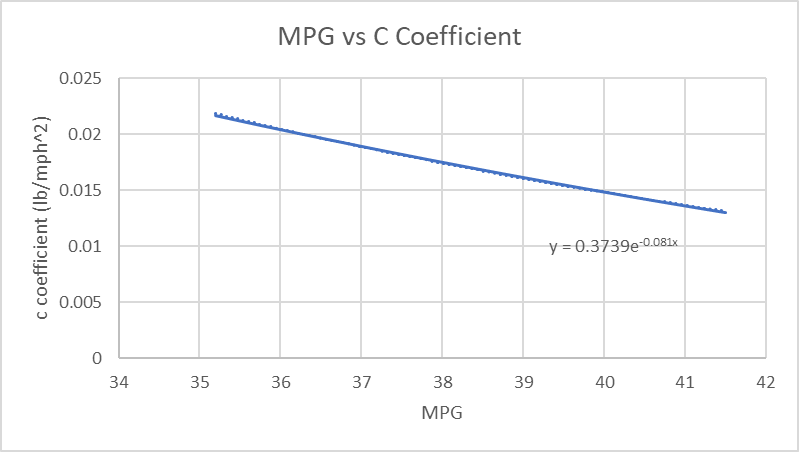 MPG vs C Coefficient
c coefficient (lb/mph^2)
0.025
0.02
0.015
0.01
0.005
0
y = 0.3739e^-0.081x
34 35 36 37 38 39 40 41 42
MPG